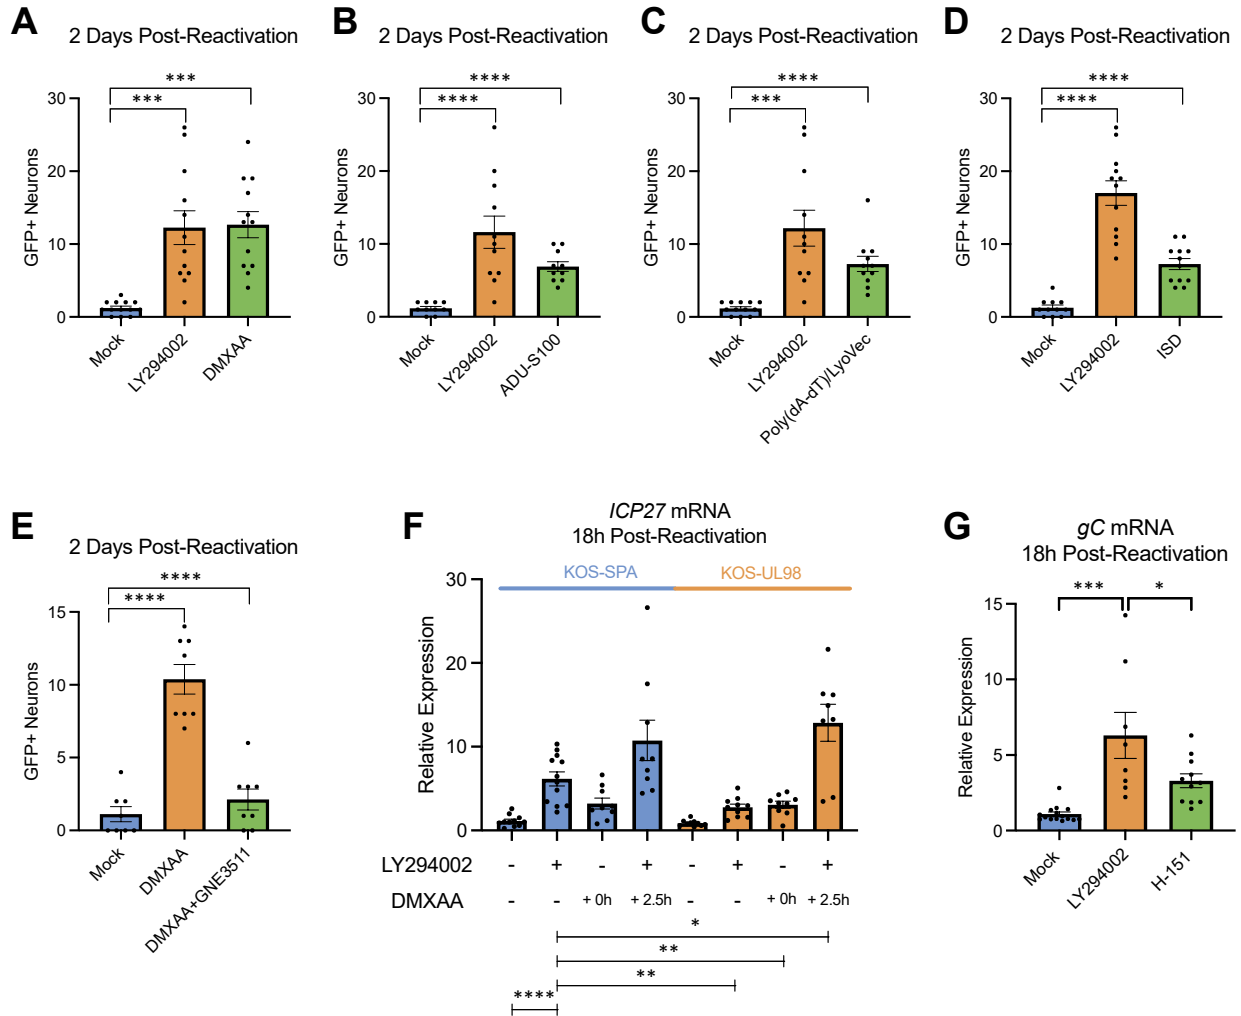 A
2 Days Post-Reactivation
GFP+ Neurons
30
20
10
0
***
***
Mock
LY294002
DMXAA
B
2 Days Post-Reactivation
GFP+ Neurons
30
20
10
0
****
****
Mock
LY294002
ADU-S100
C
2 Days Post-Reactivation
GFP+ Neurons
30
20
10
0
****
***
Mock
LY294002
Poly(dA-dT)/LyoVec
D
2 Days Post-Reactivation
GFP+ Neurons
30
20
10
0
****
****
Mock
LY294002
ISD
E
2 Days Post-Reactivation
GFP+ Neurons
15
10
5
0
****
****
Mock
DMXAA
DMXAA+GNE3511
F
ICP27 mRNA
18h Post-Reactivation
KOS-SPA KOS-UL98
Relative Expression
30
20
10
0
LY294002 - + - + - + - +
DMXAA - - + 0h + 2.5h - - + 0h + 2.5h
*
**
**
****
G
gC mRNA
18h Post-Reactivation
Relative Expression
15
10
5
0
*** *
Mock
LY294002
H-151